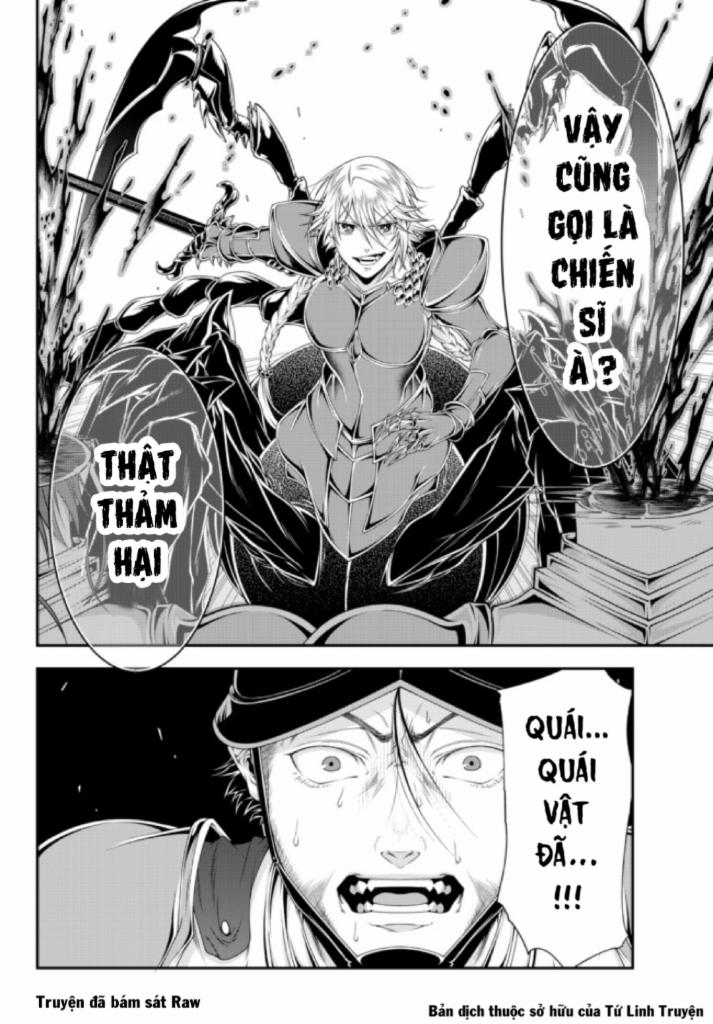 VẬY
CŨNG
GỌI LÀ
CHIẾN
SĨ
À ?
THẬT
THẢM
HẠI
QUÁI...
QUÁI
VẬT
ĐÃ...
!!!
Truyện đã bám sát Raw
Bản dịch thuộc sở hữu của Tứ Linh Truyện